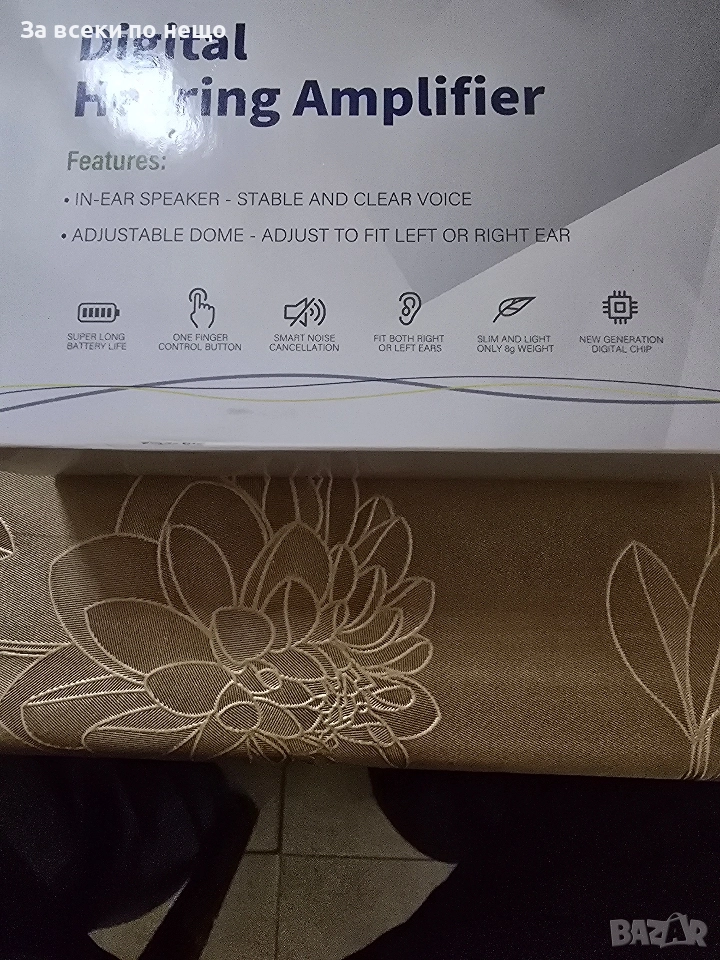 За всеки по нещо
Digital
Hearing Amplifier
Features:
• IN-EAR SPEAKER - STABLE AND CLEAR VOICE
• ADJUSTABLE DOME - ADJUST TO FIT LEFT OR RIGHT EAR
SUPER LONG
BATTERY LIFE
ONE FINGER
CONTROL BUTTON
SMART NOISE
CANCELLATION
FIT BOTH RIGHT
OR LEFT EARS
SLIM AND LIGHT
ONLY 8g WEIGHT
NEW GENERATION
DIGITAL CHIP
BAZAR